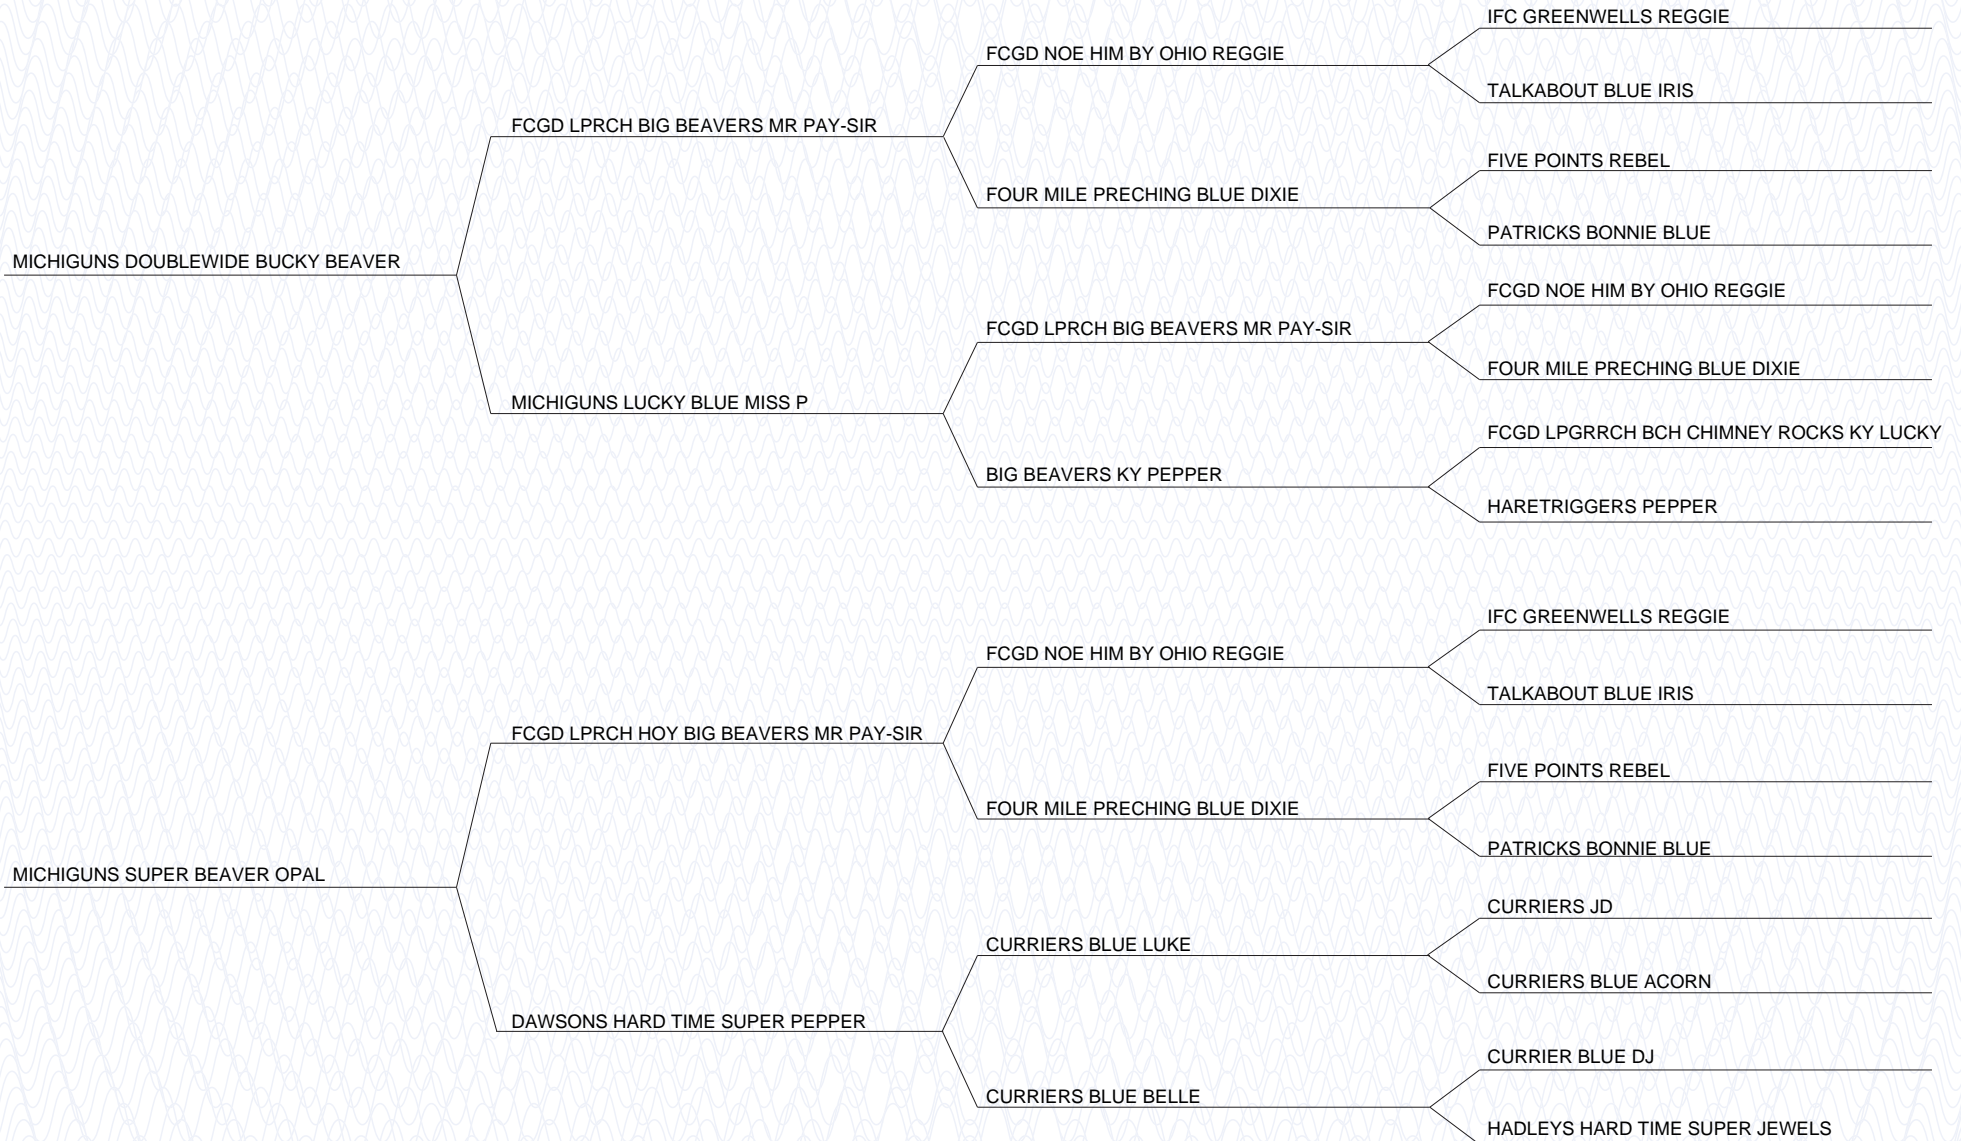 IFC GREENWELLS REGGIE
FCGD NOE HIM BY OHIO REGGIE
TALKABOUT BLUE IRIS
FCGD LPRCH BIG BEAVERS MR PAY-SIR
FIVE POINTS REBEL
FOUR MILE PRECHING BLUE DIXIE
PATRICKS BONNIE BLUE
MICHIGUNS DOUBLEWIDE BUCKY BEAVER
FCGD NOE HIM BY OHIO REGGIE
FCGD LPRCH BIG BEAVERS MR PAY-SIR
FOUR MILE PRECHING BLUE DIXIE
MICHIGUNS LUCKY BLUE MISS P
FCGD LPGRRCH BCH CHIMNEY ROCKS KY LUCKY
BIG BEAVERS KY PEPPER
HARETRIGGERS PEPPER
IFC GREENWELLS REGGIE
FCGD NOE HIM BY OHIO REGGIE
TALKABOUT BLUE IRIS
FCGD LPRCH HOY BIG BEAVERS MR PAY-SIR
FIVE POINTS REBEL
FOUR MILE PRECHING BLUE DIXIE
PATRICKS BONNIE BLUE
MICHIGUNS SUPER BEAVER OPAL
CURRIERS JD
CURRIERS BLUE LUKE
CURRIERS BLUE ACORN
DAWSONS HARD TIME SUPER PEPPER
CURRIER BLUE DJ
CURRIERS BLUE BELLE
HADLEYS HARD TIME SUPER JEWELS